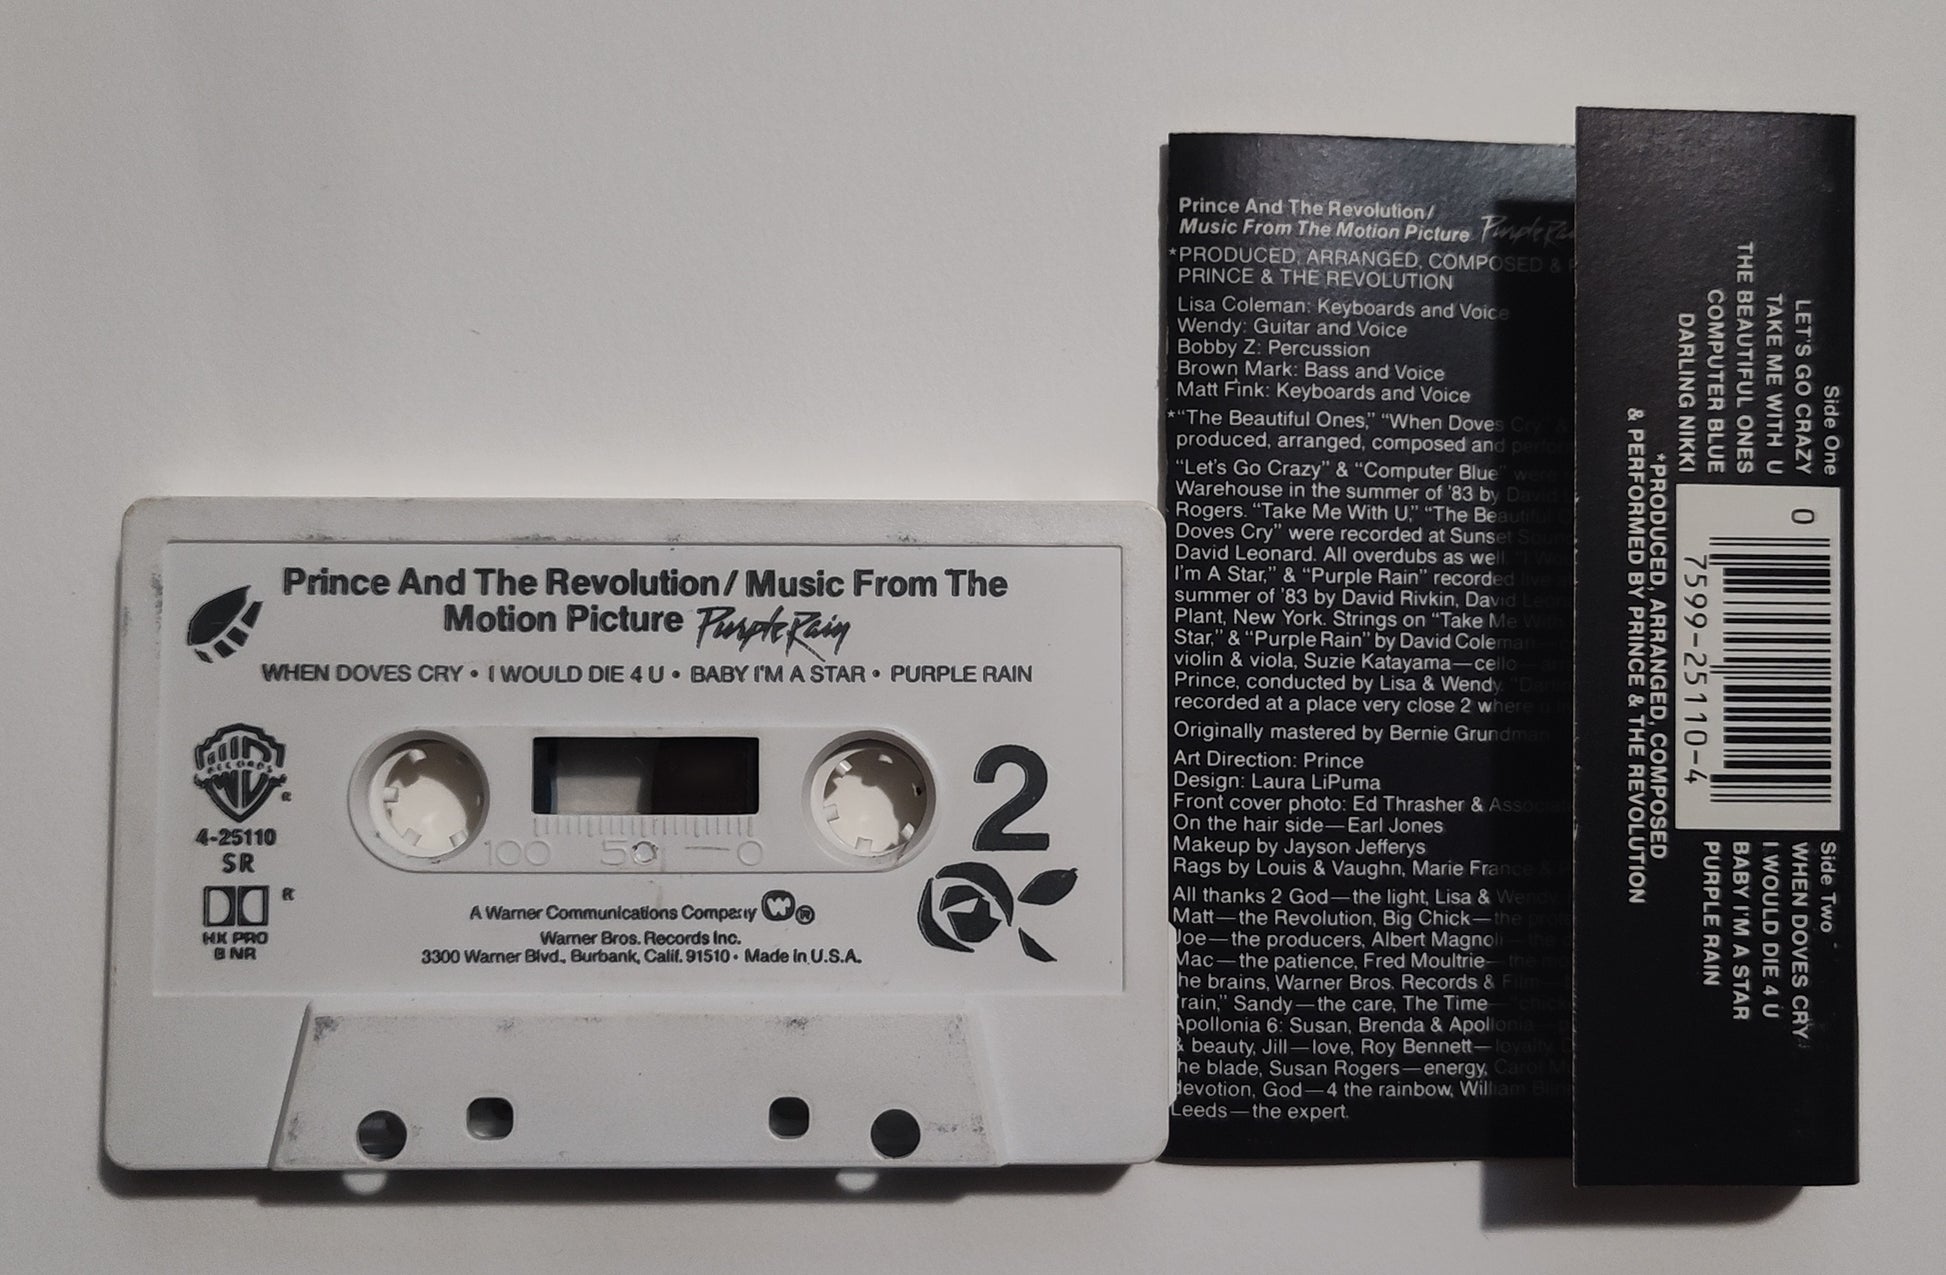 Prince And The Revolution/ Music From The
Motion Picture Purple Rain
WHEN DOVES CRY • I WOULD DIE 4 U • BABY I'M A STAR • PURPLE RAIN
RECORDS
®
4-25110
SR
®
HX PRO
B NR
100 50 0
2
A Warner Communications Company
®
Warner Bros. Records Inc.
3300 Warner Blvd., Burbank, Calif. 91510 • Made in U.S.A.
Prince And The Revolution/
Music From The Motion Picture Purple Rain
*PRODUCED, ARRANGED, COMPOSED &
PRINCE & THE REVOLUTION
Lisa Coleman: Keyboards and Voice
Wendy: Guitar and Voice
Bobby Z: Percussion
Brown Mark: Bass and Voice
Matt Fink: Keyboards and Voice
*“The Beautiful Ones,” “When Doves Cry”
produced, arranged, composed and
“Let's Go Crazy” & “Computer Blue” were
Warehouse in the summer of '83 by David
Rogers. “Take Me With U,” “The Beautiful
Doves Cry” were recorded at Sunset Sound
David Leonard. All overdubs as well. “I
I'm A Star,” & “Purple Rain” recorded live
summer of '83 by David Rivkin, David
Plant, New York. Strings on “Take Me With
Star,” & “Purple Rain” by David Coleman—
violin & viola, Suzie Katayama—cello
Prince, conducted by Lisa & Wendy.
recorded at a place very close 2 where
Originally mastered by Bernie Grundman
Art Direction: Prince
Design: Laura LiPuma
Front cover photo: Ed Thrasher &
On the hair side—Earl Jones
Makeup by Jayson Jefferys
Rags by Louis & Vaughn, Marie France &
All thanks 2 God—the light, Lisa & Wendy
Matt—the Revolution, Big Chick—the
Joe—the producers, Albert Magnoli—the
Mac—the patience, Fred Moultrie—the
the brains, Warner Bros. Records & Film—
rain,” Sandy—the care, The Time—
Apollonia 6: Susan, Brenda & Apollonia—
& beauty, Jill—love, Roy Bennett—loyalty,
the blade, Susan Rogers—energy, Carol
devotion, God—4 the rainbow, William
Leeds—the expert.
Side One
LET'S GO CRAZY
TAKE ME WITH U
THE BEAUTIFUL ONES
COMPUTER BLUE
DARLING NIKKI
0
7599-25110-4
Side Two
WHEN DOVES CRY
I WOULD DIE 4 U
BABY I'M A STAR
PURPLE RAIN
*PRODUCED, ARRANGED, COMPOSED
& PERFORMED BY PRINCE & THE REVOLUTION